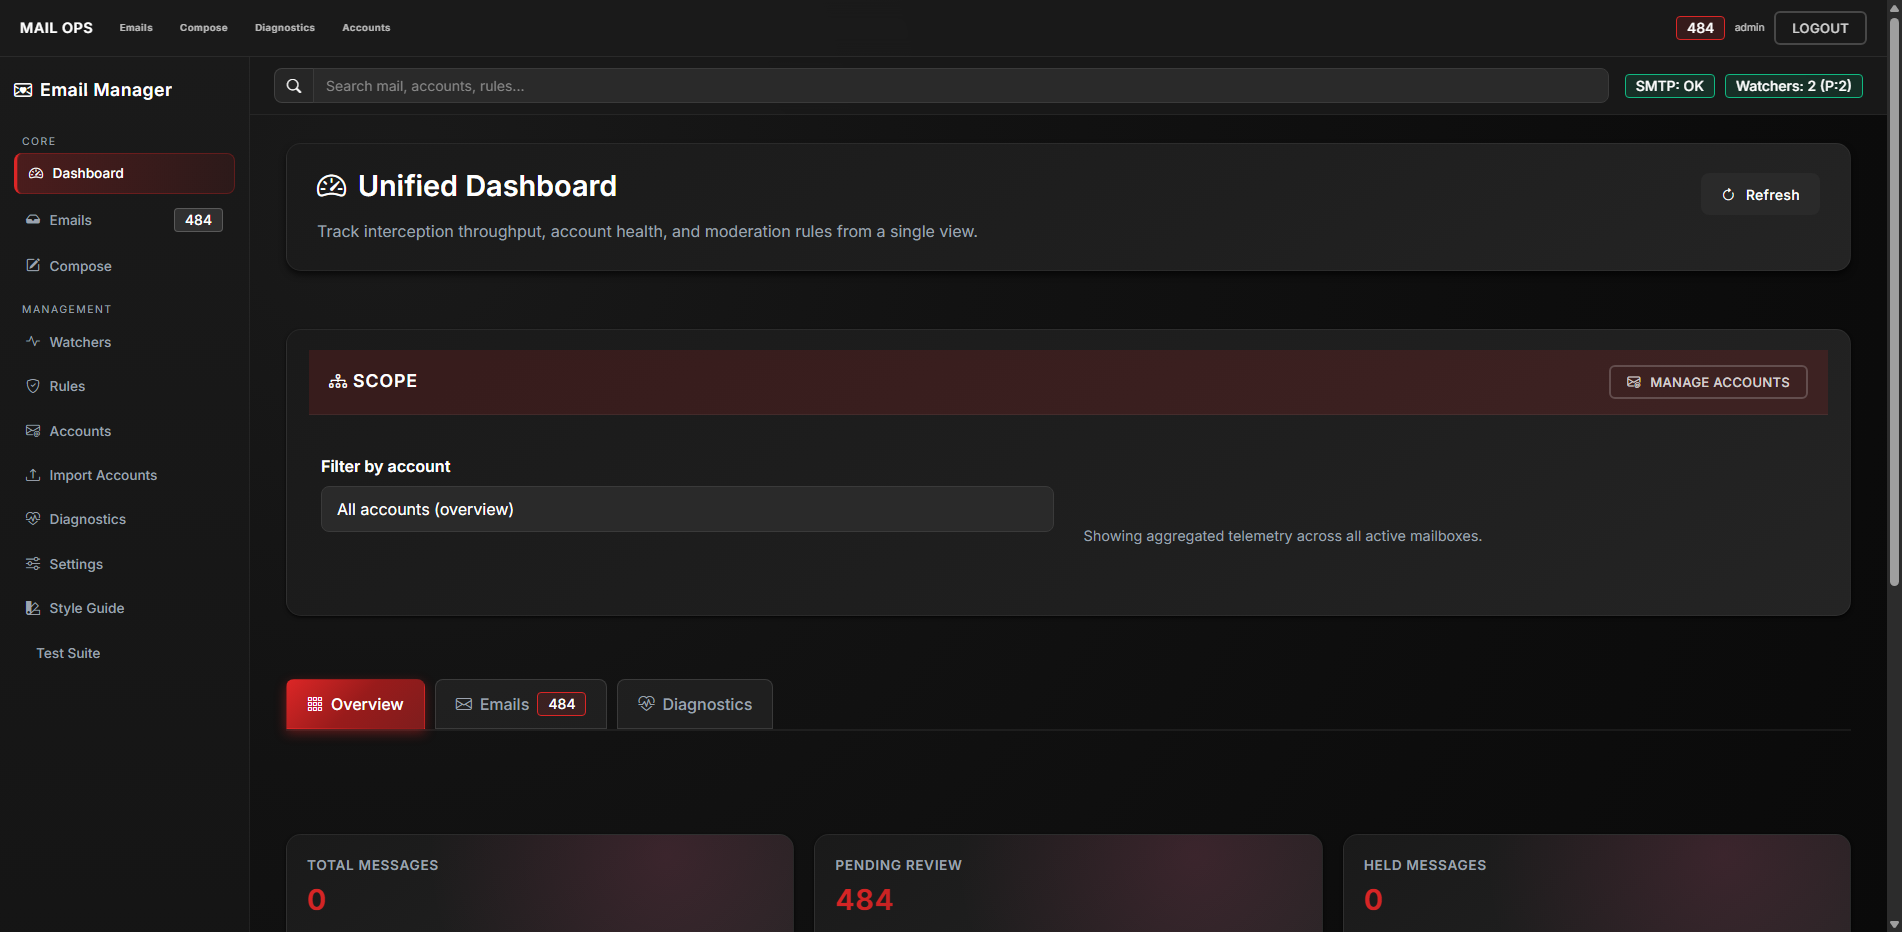 MAIL OPS Emails Compose Diagnostics Accounts 484 admin LOGOUT
Email Manager
Search mail, accounts, rules...
SMTP: OK
Watchers: 2 (P:2)
CORE
Dashboard
Emails 484
Compose
MANAGEMENT
Watchers
Rules
Accounts
Import Accounts
Diagnostics
Settings
Style Guide
Test Suite
Unified Dashboard
Track interception throughput, account health, and moderation rules from a single view.
Refresh
SCOPE
MANAGE ACCOUNTS
Filter by account
All accounts (overview)
Showing aggregated telemetry across all active mailboxes.
Overview
Emails 484
Diagnostics
TOTAL MESSAGES
0
PENDING REVIEW
484
HELD MESSAGES
0